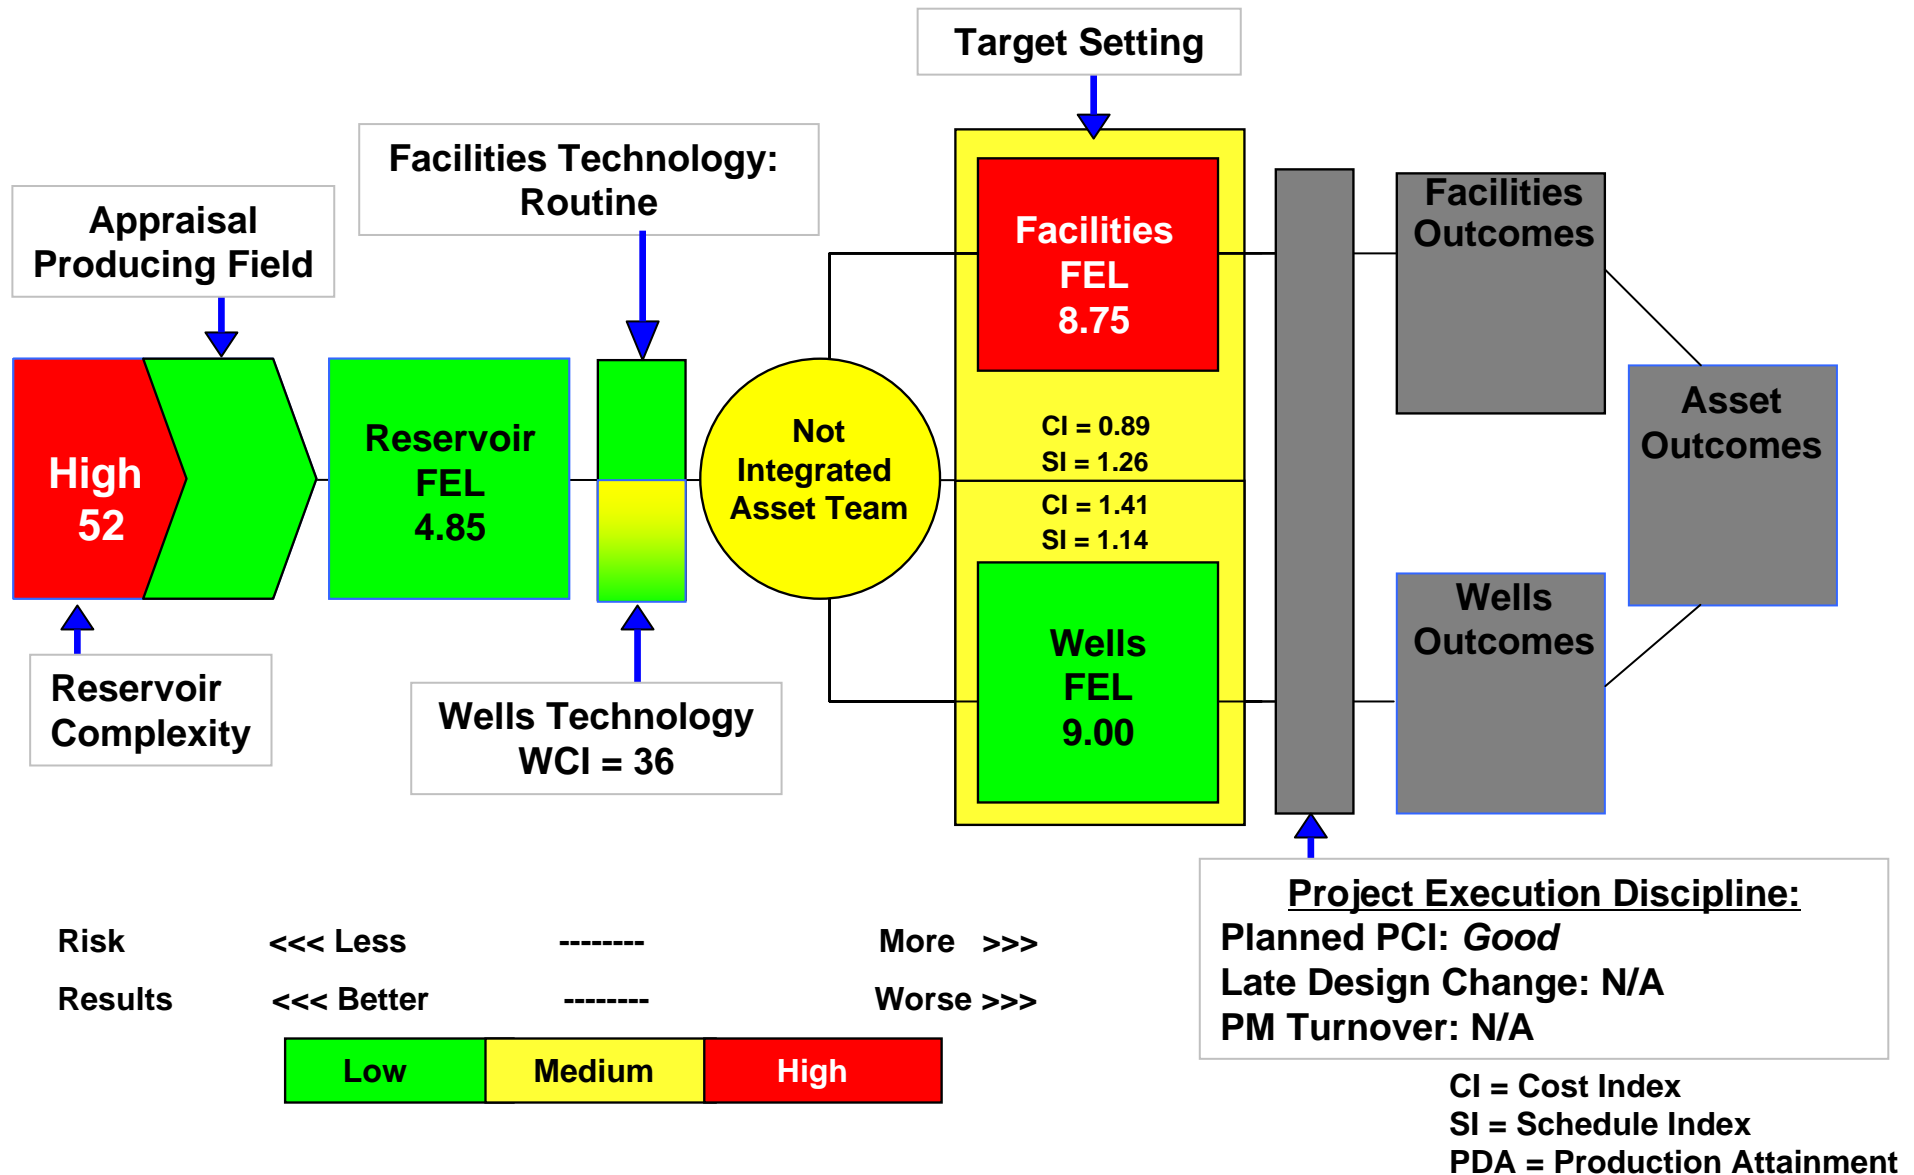 Target Setting
Facilities Technology:
Routine
Appraisal
Producing Field
Facilities
FEL
8.75
Facilities
Outcomes
High
52
Reservoir
FEL
4.85
Not
Integrated
Asset Team
CI = 0.89
SI = 1.26
CI = 1.41
SI = 1.14
Asset
Outcomes
Wells
FEL
9.00
Wells
Outcomes
Reservoir
Complexity
Wells Technology
WCI = 36
Project Execution Discipline:
Planned PCI: Good
Late Design Change: N/A
PM Turnover: N/A
Risk <<< Less -------- More >>>
Results <<< Better -------- Worse >>>
Low Medium High
CI = Cost Index
SI = Schedule Index
PDA = Production Attainment